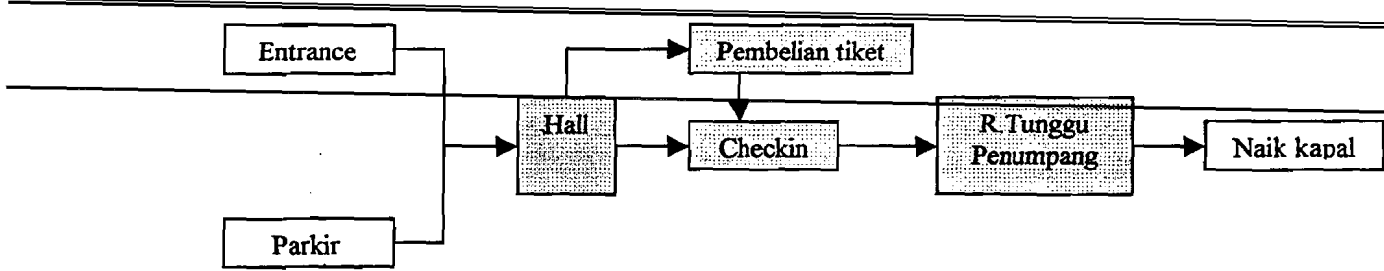 Entrance
Pembelian tiket
Hall
Checkin
R.Tunggu
Penumpang
Naik kapal
Parkir